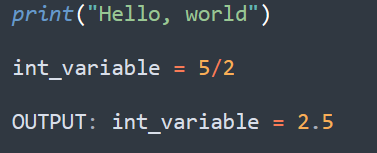 print("Hello, world")
int_variable = 5/2
OUTPUT: int_variable = 2.5